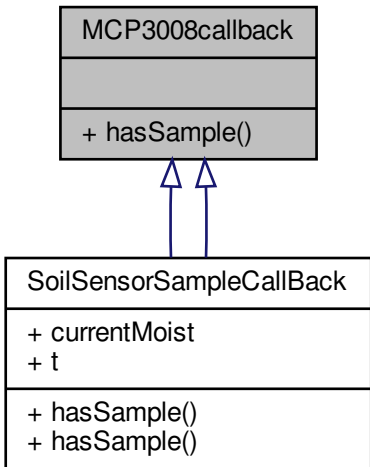 MCP3008callback
+ hasSample()
SoilSensorSampleCallBack
+ currentMoist
+ t
+ hasSample()
+ hasSample()